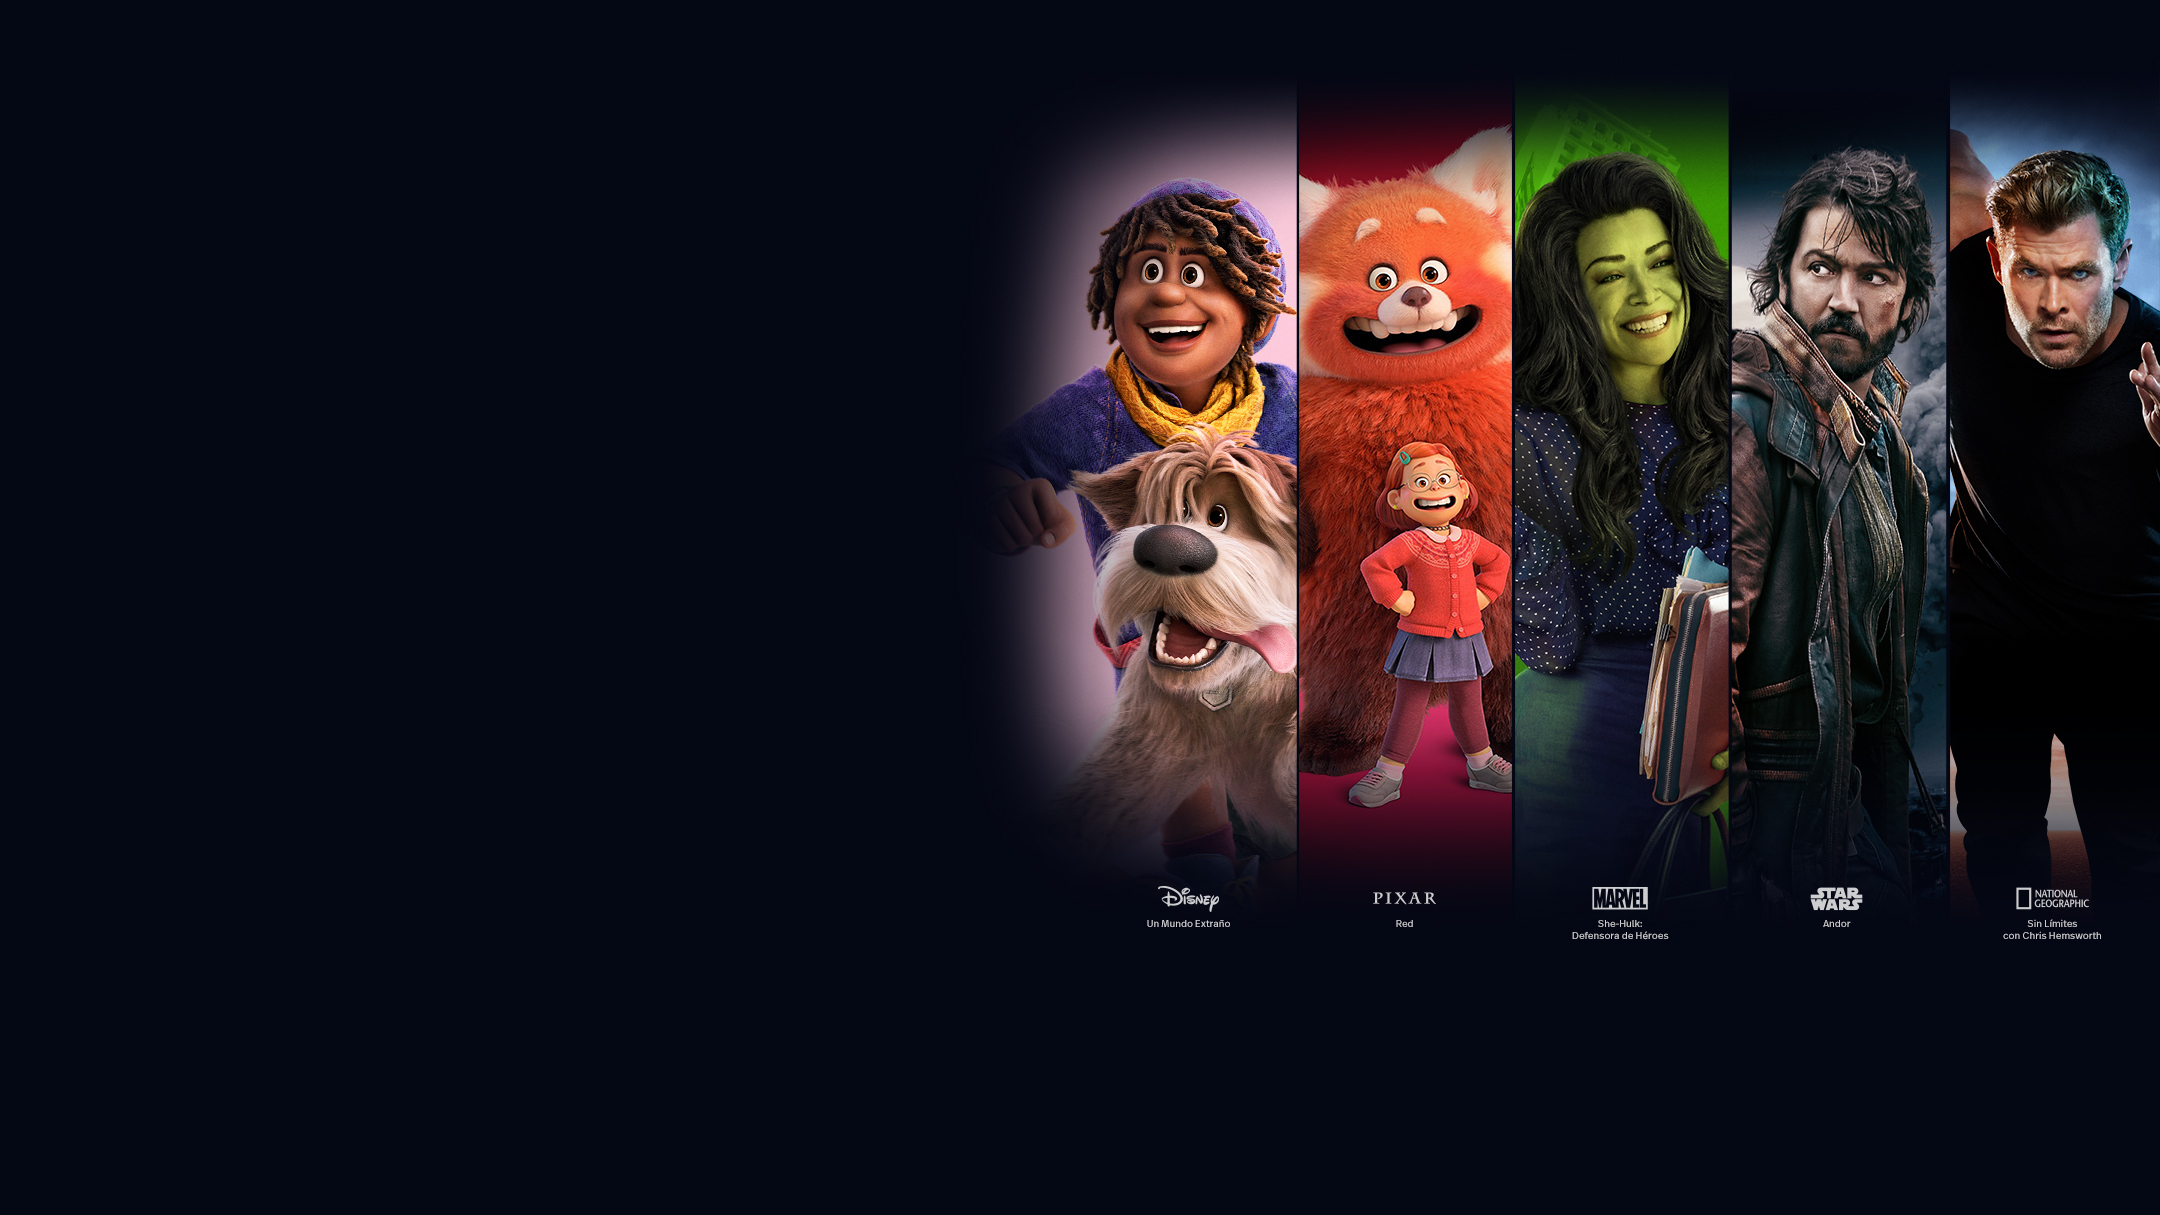 Disney
Un Mundo Extraño
PIXAR
Red
MARVEL
She-Hulk:
Defensora de Héroes
STAR
WARS
Andor
NATIONAL
GEOGRAPHIC
Sin Límites
con Chris Hemsworth